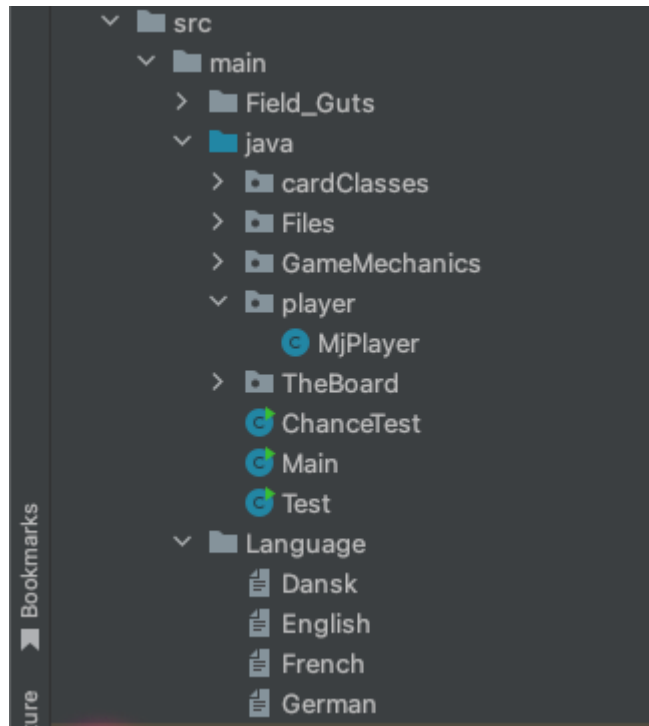 src
main
Field_Guts
java
cardClasses
Files
GameMechanics
player
MjPlayer
TheBoard
ChanceTest
Main
Test
Language
Dansk
English
French
German
Bookmarks